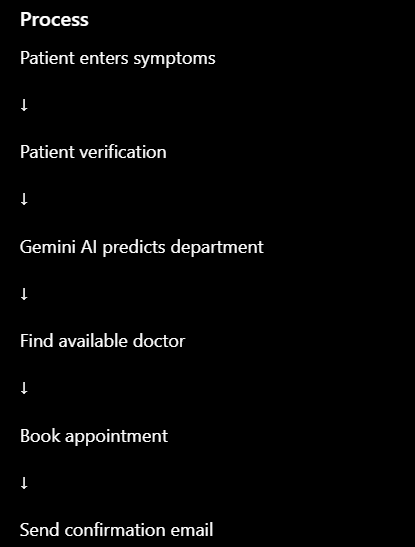 Process
Patient enters symptoms
↓
Patient verification
↓
Gemini AI predicts department
↓
Find available doctor
↓
Book appointment
↓
Send confirmation email